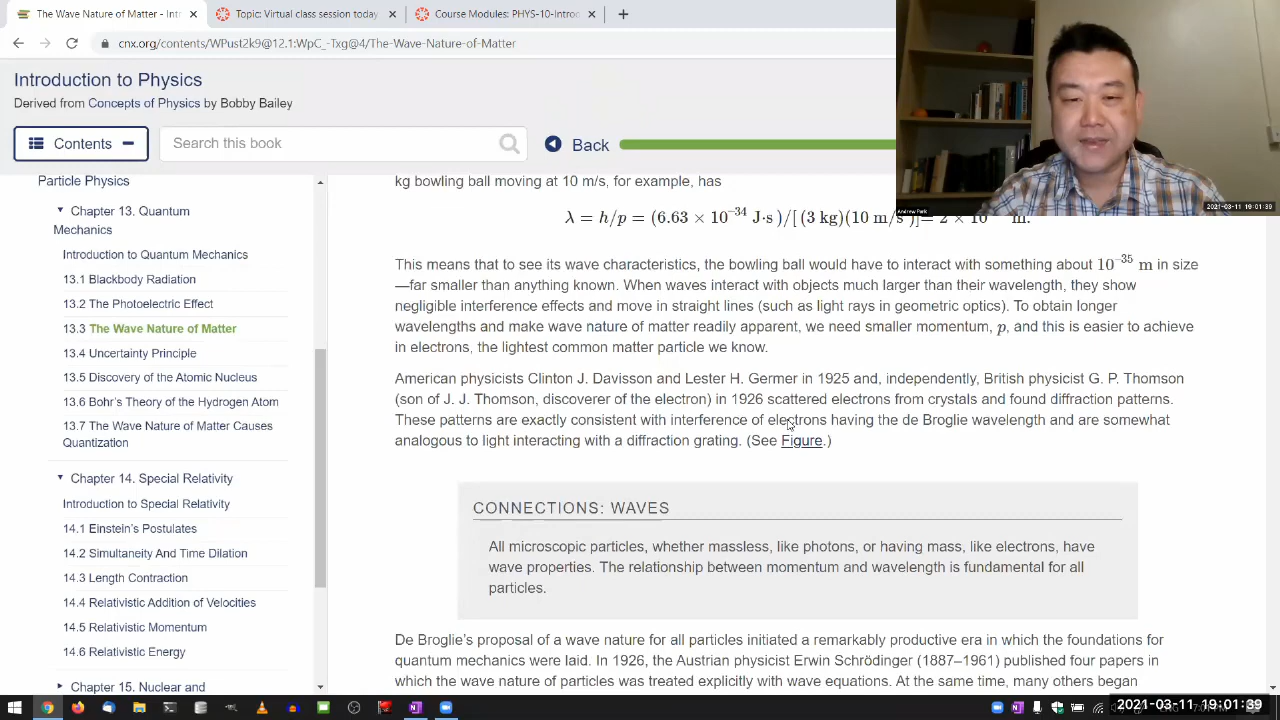 The Wave Nature of Matter - Intr
Topic: Virtual class session today
Course Modules: PHYS-10-Intro
cnx.org/contents/WPust2k9@12.1:WpC_-Txg@4/The-Wave-Nature-of-Matter
Introduction to Physics
Derived from Concepts of Physics by Bobby Bailey
Contents
Search this book
Back
Andrew Park
2021-03-11 19:01:39
Particle Physics
Chapter 13. Quantum
Mechanics
Introduction to Quantum Mechanics
13.1 Blackbody Radiation
13.2 The Photoelectric Effect
13.3 The Wave Nature of Matter
13.4 Uncertainty Principle
13.5 Discovery of the Atomic Nucleus
13.6 Bohr's Theory of the Hydrogen Atom
13.7 The Wave Nature of Matter Causes
Quantization
Chapter 14. Special Relativity
Introduction to Special Relativity
14.1 Einstein's Postulates
14.2 Simultaneity And Time Dilation
14.3 Length Contraction
14.4 Relativistic Addition of Velocities
14.5 Relativistic Momentum
14.6 Relativistic Energy
Chapter 15. Nuclear and
kg bowling ball moving at 10 m/s, for example, has
λ = h/p = (6.63 × 10⁻³⁴ J·s )/[ (3 kg)(10 m/s)]= 2 × 10 m.
This means that to see its wave characteristics, the bowling ball would have to interact with something about 10⁻³⁵ m in size
—far smaller than anything known. When waves interact with objects much larger than their wavelength, they show
negligible interference effects and move in straight lines (such as light rays in geometric optics). To obtain longer
wavelengths and make wave nature of matter readily apparent, we need smaller momentum, p, and this is easier to achieve
in electrons, the lightest common matter particle we know.
American physicists Clinton J. Davisson and Lester H. Germer in 1925 and, independently, British physicist G. P. Thomson
(son of J. J. Thomson, discoverer of the electron) in 1926 scattered electrons from crystals and found diffraction patterns.
These patterns are exactly consistent with interference of electrons having the de Broglie wavelength and are somewhat
analogous to light interacting with a diffraction grating. (See Figure.)
CONNECTIONS: WAVES
All microscopic particles, whether massless, like photons, or having mass, like electrons, have
wave properties. The relationship between momentum and wavelength is fundamental for all
particles.
De Broglie's proposal of a wave nature for all particles initiated a remarkably productive era in which the foundations for
quantum mechanics were laid. In 1926, the Austrian physicist Erwin Schrödinger (1887–1961) published four papers in
which the wave nature of particles was treated explicitly with wave equations. At the same time, many others began
2021-03-11 19:01:39